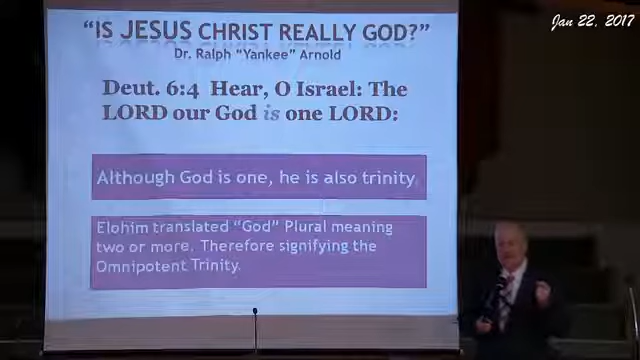 Jan 22, 2017
"IS JESUS CHRIST REALLY GOD?"
Dr. Ralph "Yankee" Arnold
Deut. 6:4 Hear, O Israel: The
LORD our God is one LORD:
Although God is one, he is also trinity.
Elohim translated "God" Plural meaning
two or more. Therefore signifying the
Omnipotent Trinity.